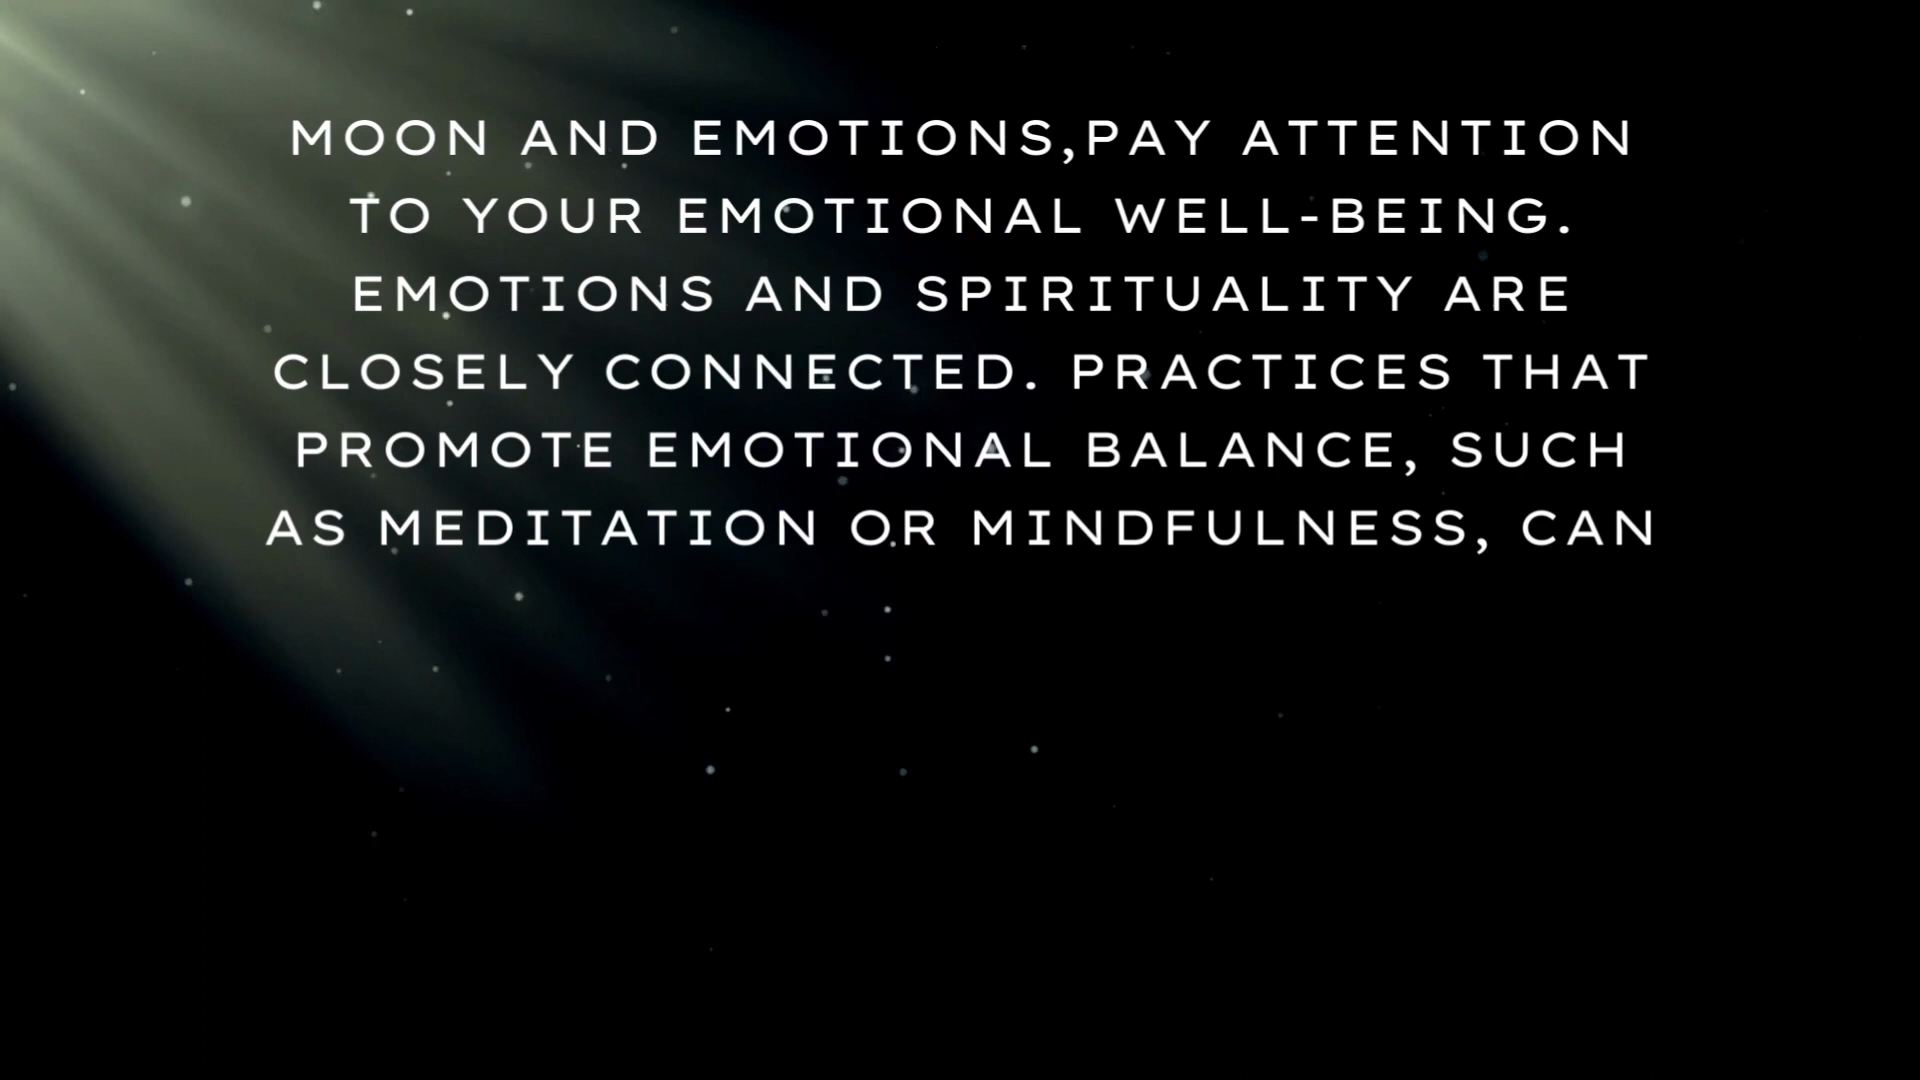 MOON AND EMOTIONS,PAY ATTENTION
TO YOUR EMOTIONAL WELL-BEING.
EMOTIONS AND SPIRITUALITY ARE
CLOSELY CONNECTED. PRACTICES THAT
PROMOTE EMOTIONAL BALANCE, SUCH
AS MEDITATION OR MINDFULNESS, CAN